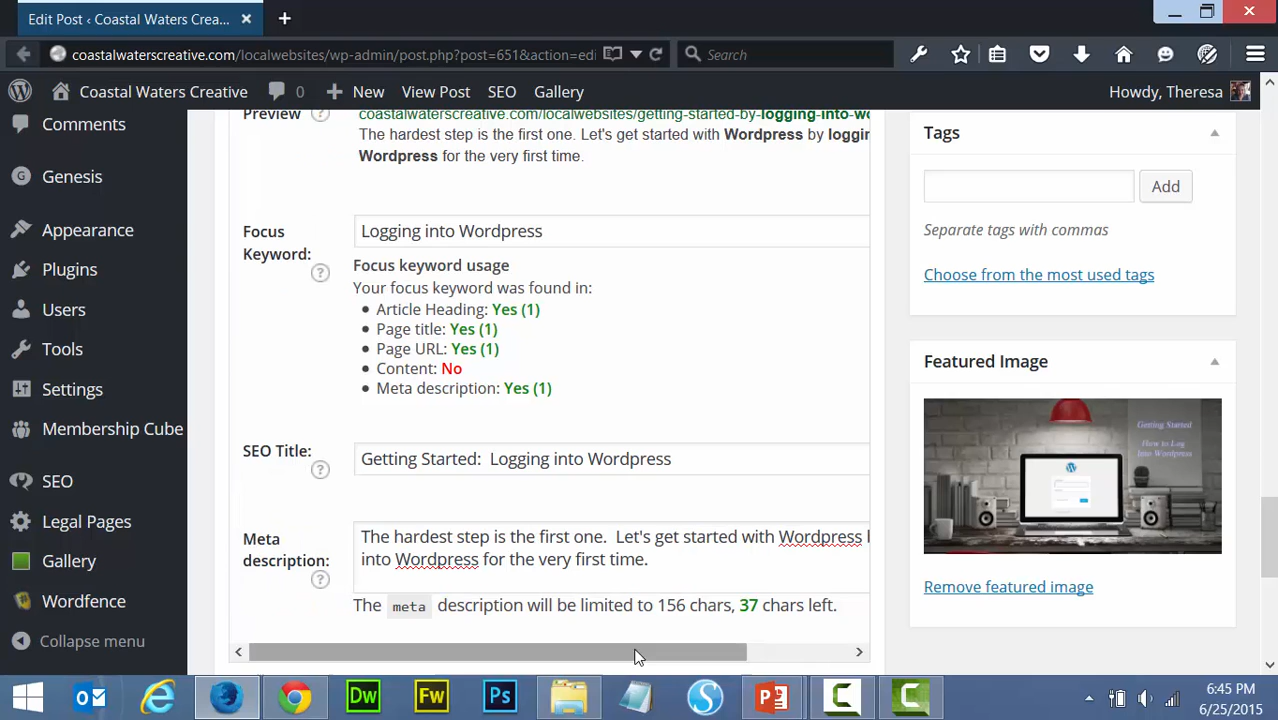 Edit Post ‹ Coastal Waters Crea...
coastalwaterscreative.com/localwebsites/wp-admin/post.php?post=651&action=edi
Search
Coastal Waters Creative
0
New
View Post
SEO
Gallery
Howdy, Theresa
Comments
Genesis
Appearance
Plugins
Users
Tools
Settings
Membership Cube
SEO
Legal Pages
Gallery
Wordfence
Collapse menu
Preview
coastalwaterscreative.com/localwebsites/getting-started-by-logging-into-wo
The hardest step is the first one. Let's get started with Wordpress by loggin
Wordpress for the very first time.
Focus
Keyword:
Logging into Wordpress
Focus keyword usage
Your focus keyword was found in:
Article Heading: Yes (1)
Page title: Yes (1)
Page URL: Yes (1)
Content: No
Meta description: Yes (1)
SEO Title:
Getting Started:  Logging into Wordpress
Meta
description:
The hardest step is the first one.  Let's get started with Wordpress
into Wordpress for the very first time.
The meta description will be limited to 156 chars, 37 chars left.
Tags
Add
Separate tags with commas
Choose from the most used tags
Featured Image
Getting Started
How to Log
Into Wordpress
Remove featured image
Dw
Fw
Ps
6:45 PM
6/25/2015